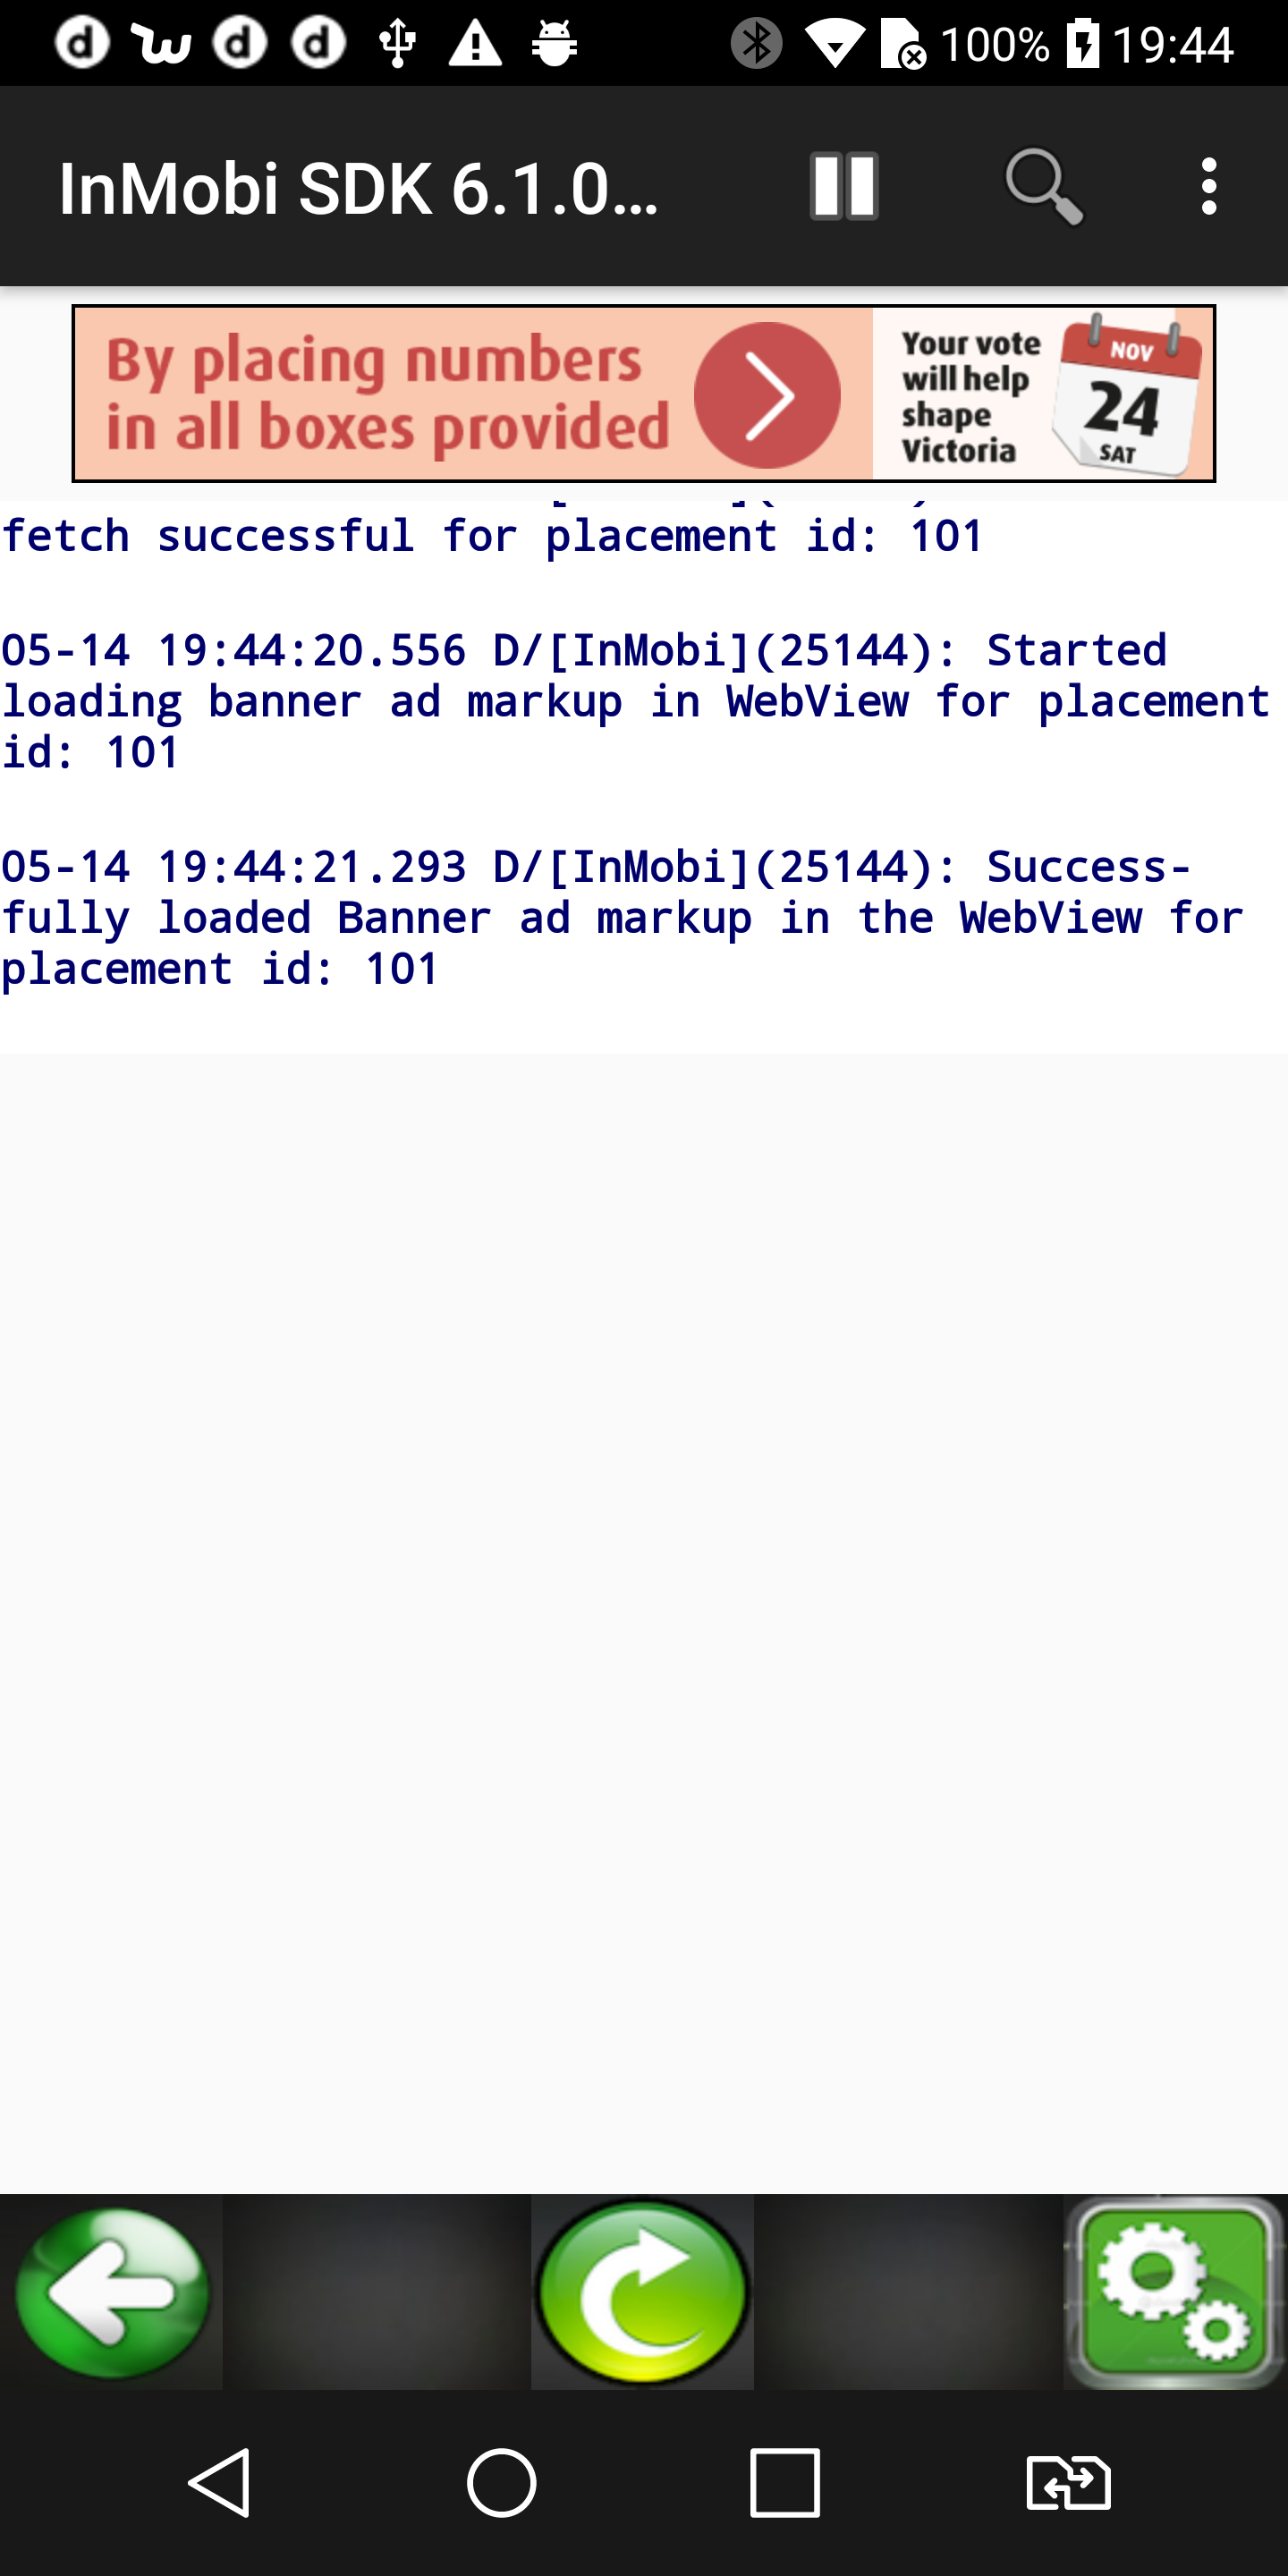 100% 19:44
InMobi SDK 6.1.0...
By placing numbers
in all boxes provided
Your vote
will help
shape
Victoria
NOV
24
SAT
fetch successful for placement id: 101
05-14 19:44:20.556 D/[InMobi](25144): Started
loading banner ad markup in WebView for placement
id: 101
05-14 19:44:21.293 D/[InMobi](25144): Success-
fully loaded Banner ad markup in the WebView for
placement id: 101